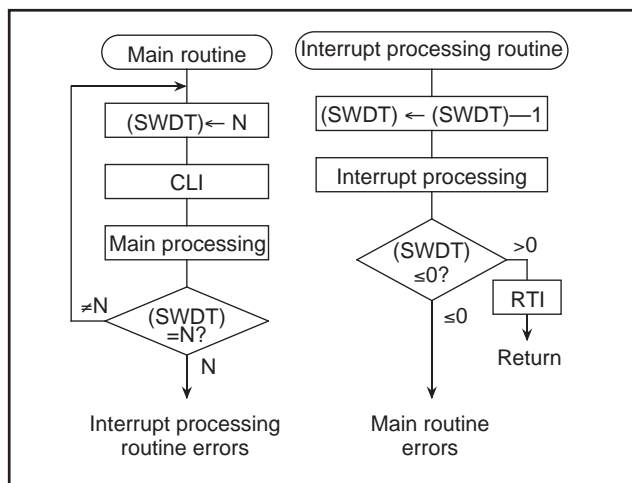 Main routine
(SWDT)← N
CLI
Main processing
≠N
(SWDT)
=N?
N
Interrupt processing
routine errors
Interrupt processing routine
(SWDT) ← (SWDT)—1
Interrupt processing
(SWDT)
≤0?
>0
RTI
Return
≤0
Main routine
errors